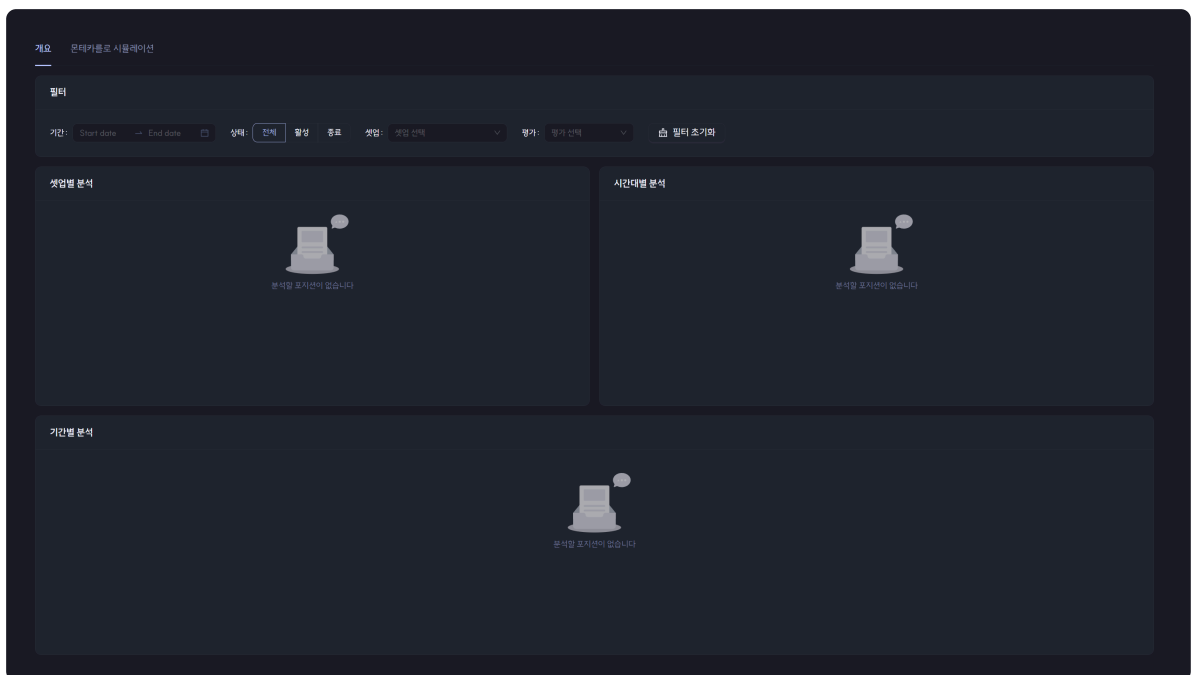 개요 몬테카를로 시뮬레이션
필터
기간: Start date → End date 상태: 전체 활성 종료 셋업: 셋업 선택 평가: 평가 선택 필터 초기화
셋업별 분석 시간대별 분석
분석할 포지션이 없습니다 분석할 포지션이 없습니다
기간별 분석
분석할 포지션이 없습니다